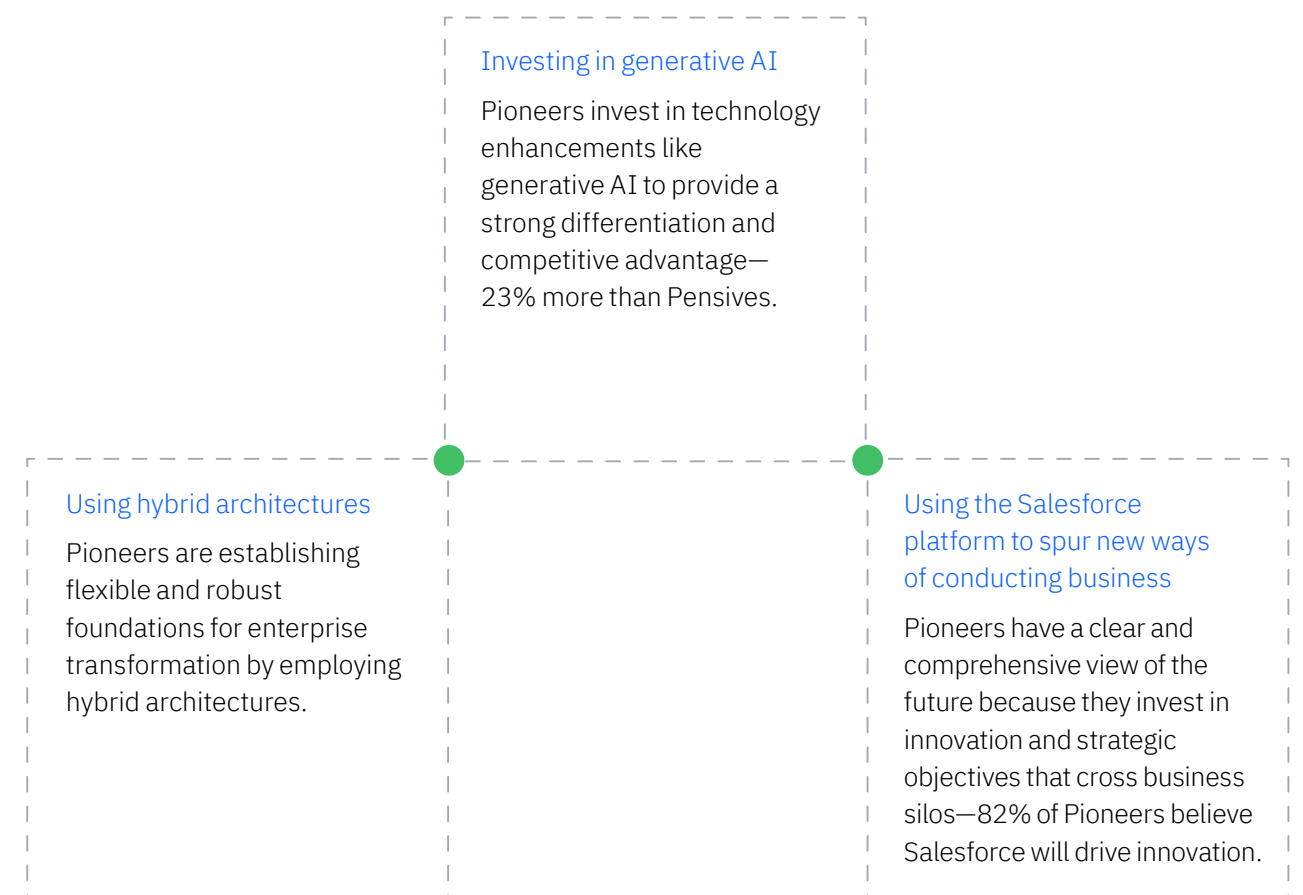 Investing in generative AI
Pioneers invest in technology
enhancements like
generative AI to provide a
strong differentiation and
competitive advantage—
23% more than Pensives.
Using hybrid architectures
Pioneers are establishing
flexible and robust
foundations for enterprise
transformation by employing
hybrid architectures.
Using the Salesforce
platform to spur new ways
of conducting business
Pioneers have a clear and
comprehensive view of the
future because they invest in
innovation and strategic
objectives that cross business
silos—82% of Pioneers believe
Salesforce will drive innovation.